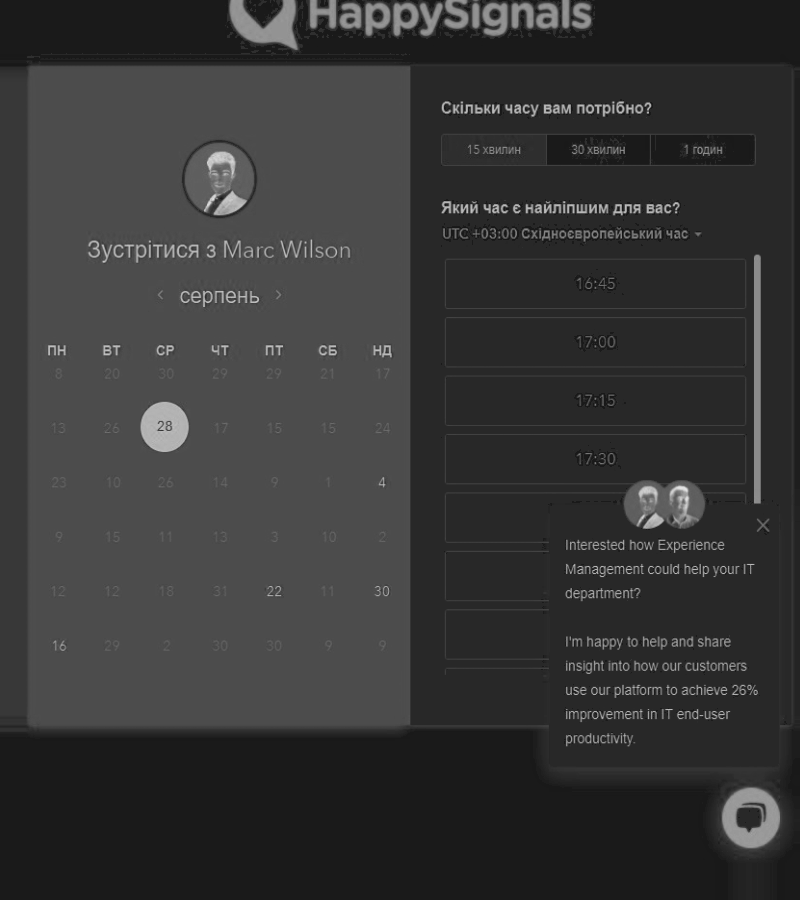 HappySignals
Зустрітися з Marc Wilson
серпень
ПН ВТ СР ЧТ ПТ СБ НД
8 20 30 29 29 21 17
13 26 28 17 15 15 24
23 10 26 14 9 1 4
9 15 11 13 3 10 2
12 12 18 31 22 11 30
16 29 2 30 30 9 9
Скільки часу вам потрібно?
15 хвилин 30 хвилин 1 годин
Який час є найліпшим для вас?
UTC +03:00 Східноєвропейський час
16:45
17:00
17:15
17:30
Interested how Experience
Management could help your IT
department?
I'm happy to help and share
insight into how our customers
use our platform to achieve 26%
improvement in IT end-user
productivity.